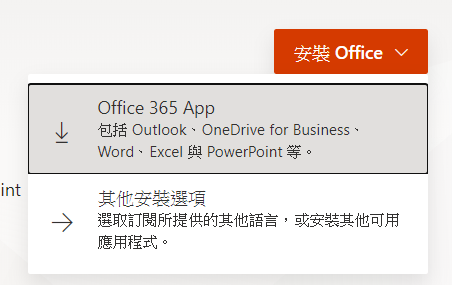 安裝 Office
Office 365 App
包括 Outlook、OneDrive for Business、
Word、Excel 與 PowerPoint 等。
int
其他安裝選項
選取訂閱所提供的其他語言，或安裝其他可用
應用程式。